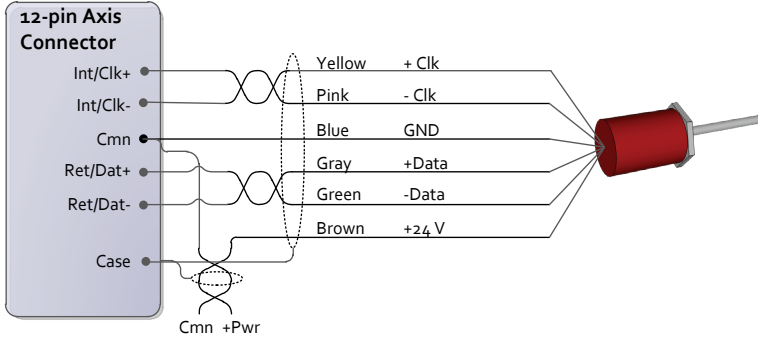 12-pin Axis
Connector
Int/Clk+
Int/Clk-
Cmn
Ret/Dat+
Ret/Dat-
Case
Yellow + Clk
Pink - Clk
Blue GND
Gray +Data
Green -Data
Brown +24 V
Cmn +Pwr